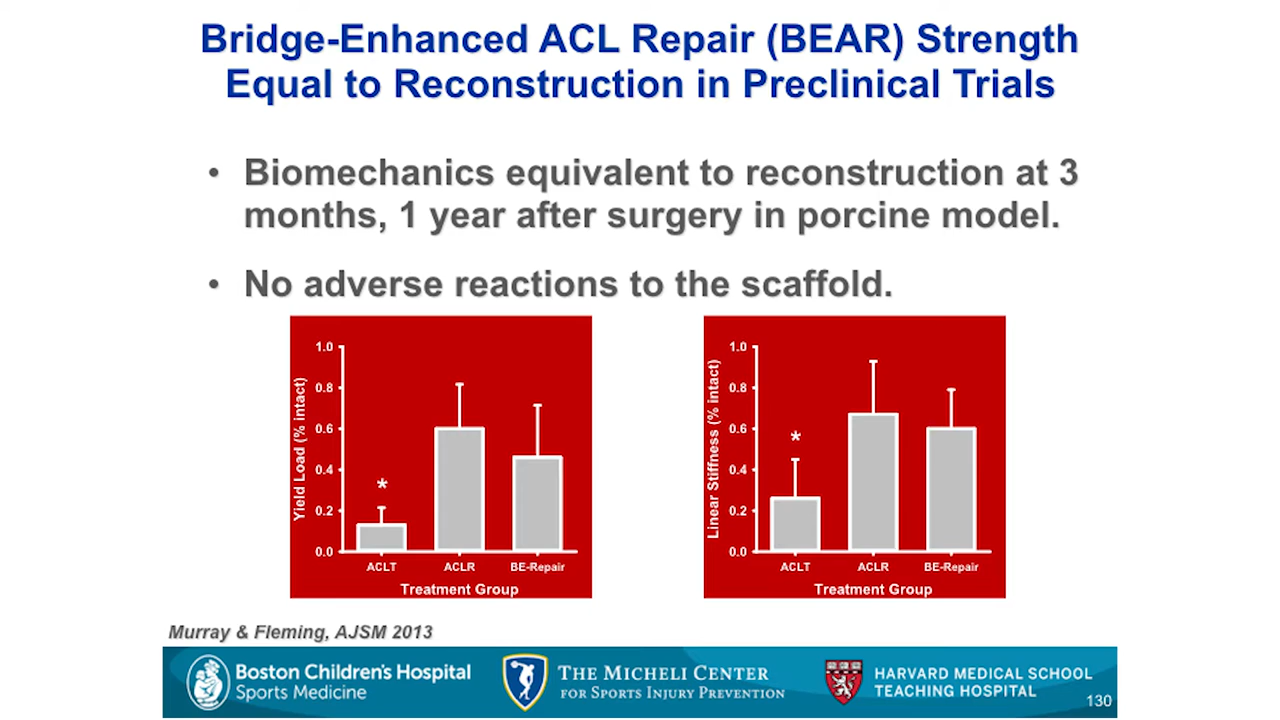 Bridge-Enhanced ACL Repair (BEAR) Strength
Equal to Reconstruction in Preclinical Trials
• Biomechanics equivalent to reconstruction at 3
months, 1 year after surgery in porcine model.
• No adverse reactions to the scaffold.
Yield Load (% intact)
1.0
0.8
0.6
0.4
0.2
0.0
*
ACLT ACLR BE-Repair
Treatment Group
Linear Stiffness (% intact)
1.0
0.8
0.6
0.4
0.2
0.0
*
ACLT ACLR BE-Repair
Treatment Group
Murray & Fleming, AJSM 2013
Boston Children's Hospital
Sports Medicine
THE MICHELI CENTER
FOR SPORTS INJURY PREVENTION
HARVARD MEDICAL SCHOOL
TEACHING HOSPITAL
130